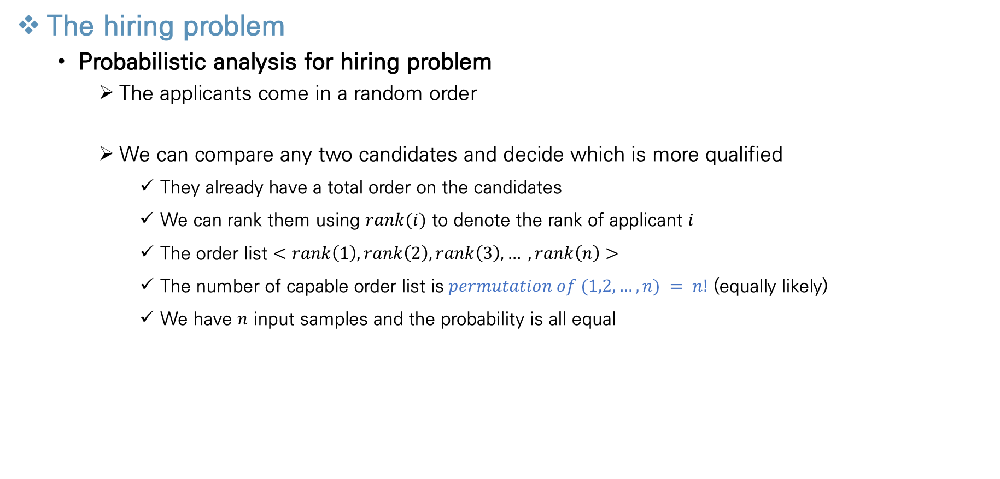 ❖ The hiring problem
• Probabilistic analysis for hiring problem
➢ The applicants come in a random order
➢ We can compare any two candidates and decide which is more qualified
✓ They already have a total order on the candidates
✓ We can rank them using rank(i) to denote the rank of applicant i
✓ The order list < rank(1), rank(2), rank(3), … , rank(n) >
✓ The number of capable order list is permutation of (1,2, … , n) = n! (equally likely)
✓ We have n input samples and the probability is all equal